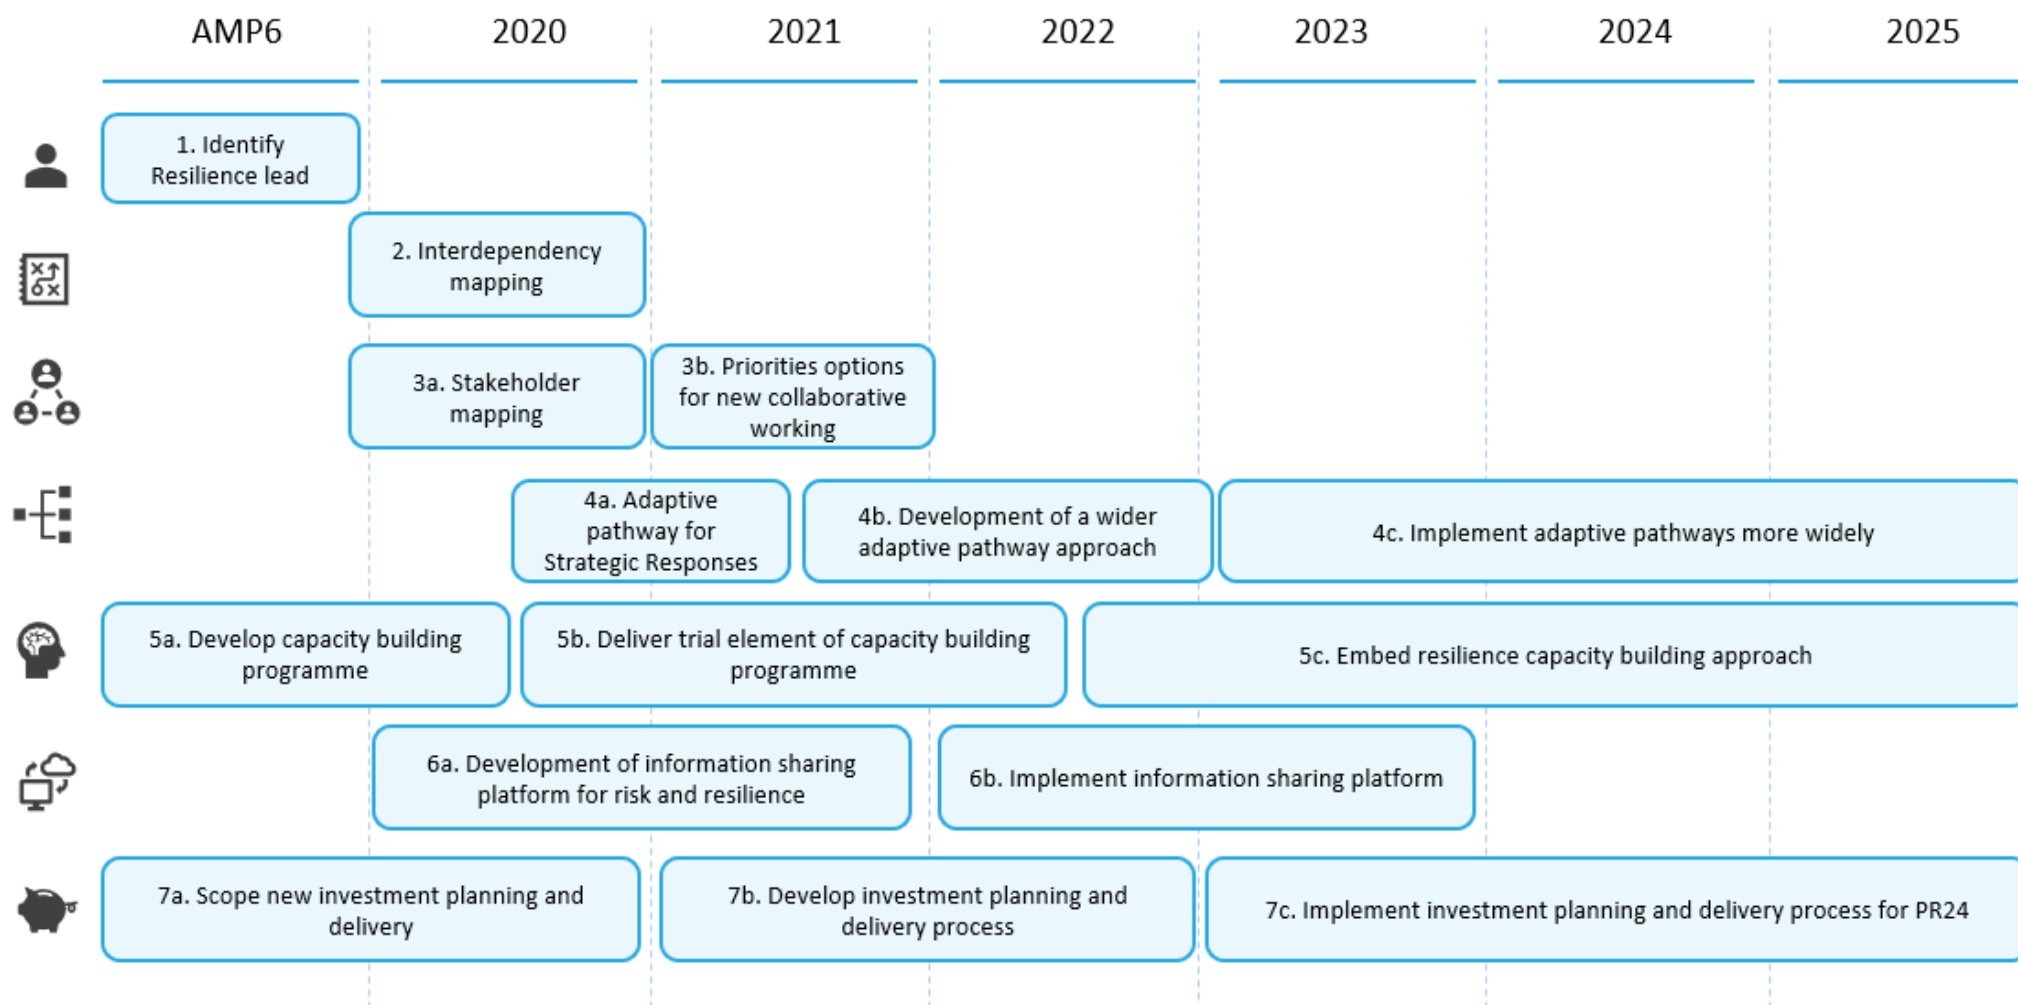 AMP6
2020
2021
2022
2023
2024
2025
1. Identify
Resilience lead
2. Interdependency
mapping
3a. Stakeholder
mapping
3b. Priorities options
for new collaborative
working
4a. Adaptive
pathway for
Strategic Responses
4b. Development of a wider
adaptive pathway approach
4c. Implement adaptive pathways more widely
5a. Develop capacity building
programme
5b. Deliver trial element of capacity building
programme
5c. Embed resilience capacity building approach
6a. Development of information sharing
platform for risk and resilience
6b. Implement information sharing platform
7a. Scope new investment planning and
delivery
7b. Develop investment planning and
delivery process
7c. Implement investment planning and delivery process for PR24